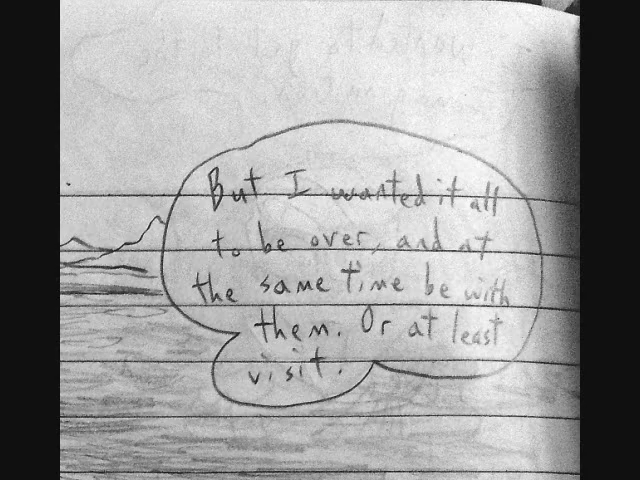 But I wanted it all
to be over, and at
the same time be with
them. Or at least
visit.